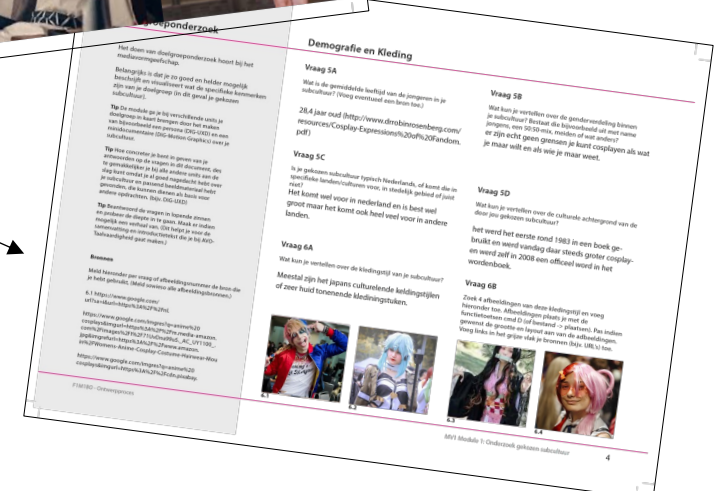 groeponderzoek
Het doen van doelgroeponderzoek hoort bij het
mediavormgeefschap.
Belangrijks is dat je zo goed en helder mogelijk
beschrijft en visualiseert wat de specifieke kenmerken
zijn van je doelgroep (in dit geval je gekozen
subcultuur).
Tip De module ga je bij verschillende units je
doelgroep in kaart brengen door het maken
van bijvoorbeeld een persona (DIG-UXD) en een
minidocumentaire (DIG-Motion Graphics) over je
subcultuur.
Tip Hoe concreter je bent in geven van je
antwoorden op de vragen in dit document, des
te gemakkelijker je bij alle andere units aan de
slag kunt omdat je al goed nagedacht hebt over
je subcultuur en passend beeldmateriaal hebt
gevonden, die kunnen dienen als basis voor
andere opdrachten. (bijv. DIG-UXD)
Tip Beantwoord de vragen in lopende zinnen
en probeer de diepte in te gaan. Maak er indien
mogelijk een verhaal van. (Dit helpt je voor de
samenvatting en introductietekst die je bij AVO-
Taalvaardigheid gaat maken.)
Bronnen
Meld hieronder per vraag of afbeeldingsnummer de bron die
je hebt gebruikt. (Meld sowieso alle afbeeldingsbronnen.)
6.1 https://www.google.com/
Demografie en Kleding
Vraag 5A
Wat is de gemiddelde leeftijd van de jongeren in je
subcultuur? (Voeg eventueel een bron toe.)
28,4 jaar oud (http://www.drrobinrosenberg.com/
resources/Cosplay-Expressions%20of%20Fandom.
pdf)
Vraag 5B
Wat kun je vertellen over de genderverdeling binnen
je subcultuur? Bestaat die bijvoorbeeld uit met name
jongens, een 50:50-mix, meiden of wat anders?
er zijn echt geen grensen je kunt cosplayen als wat
je maar wilt en als wie je maar weet.
Vraag 5C
Is je gekozen subcultuur typisch Nederlands, of komt die in
specifieke landen/culturen voor, in stedelijk gebied of juist
niet?
Het komt wel voor in nederland en is best wel
groot maar het komt ook heel veel voor in andere
landen.
Vraag 5D
Wat kun je vertellen over de culturele achtergrond van de
door jou gekozen subcultuur?
het werd het eerste rond 1983 in een boek ge-
bruikt en werd vandaar daar steeds groter cosplay-
en werd zelf in 2008 een officeel word in het
wordenboek.
Vraag 6A
Wat kun je vertellen over de kledingstijl van je subcultuur?
Meestal zijn het japans culturelende keldingstijlen
of zeer huid tonenende kledinningstuken.
Vraag 6B
Zoek 4 afbeeldingen van deze kledingstijl en voeg
hieronder toe. Afbeeldingen plaats je met de
functietoetsen cmd D (of bestand -> plaatsen). Pas indien
gewenst de grootte en layout aan van de afbeeldingen.
Voeg links in het grijze vlak je bronnen (bijv. URL's) toe.
6.1
6.2
6.3
6.4
MV1 Module 1: Onderzoek gekozen subcultuur
4